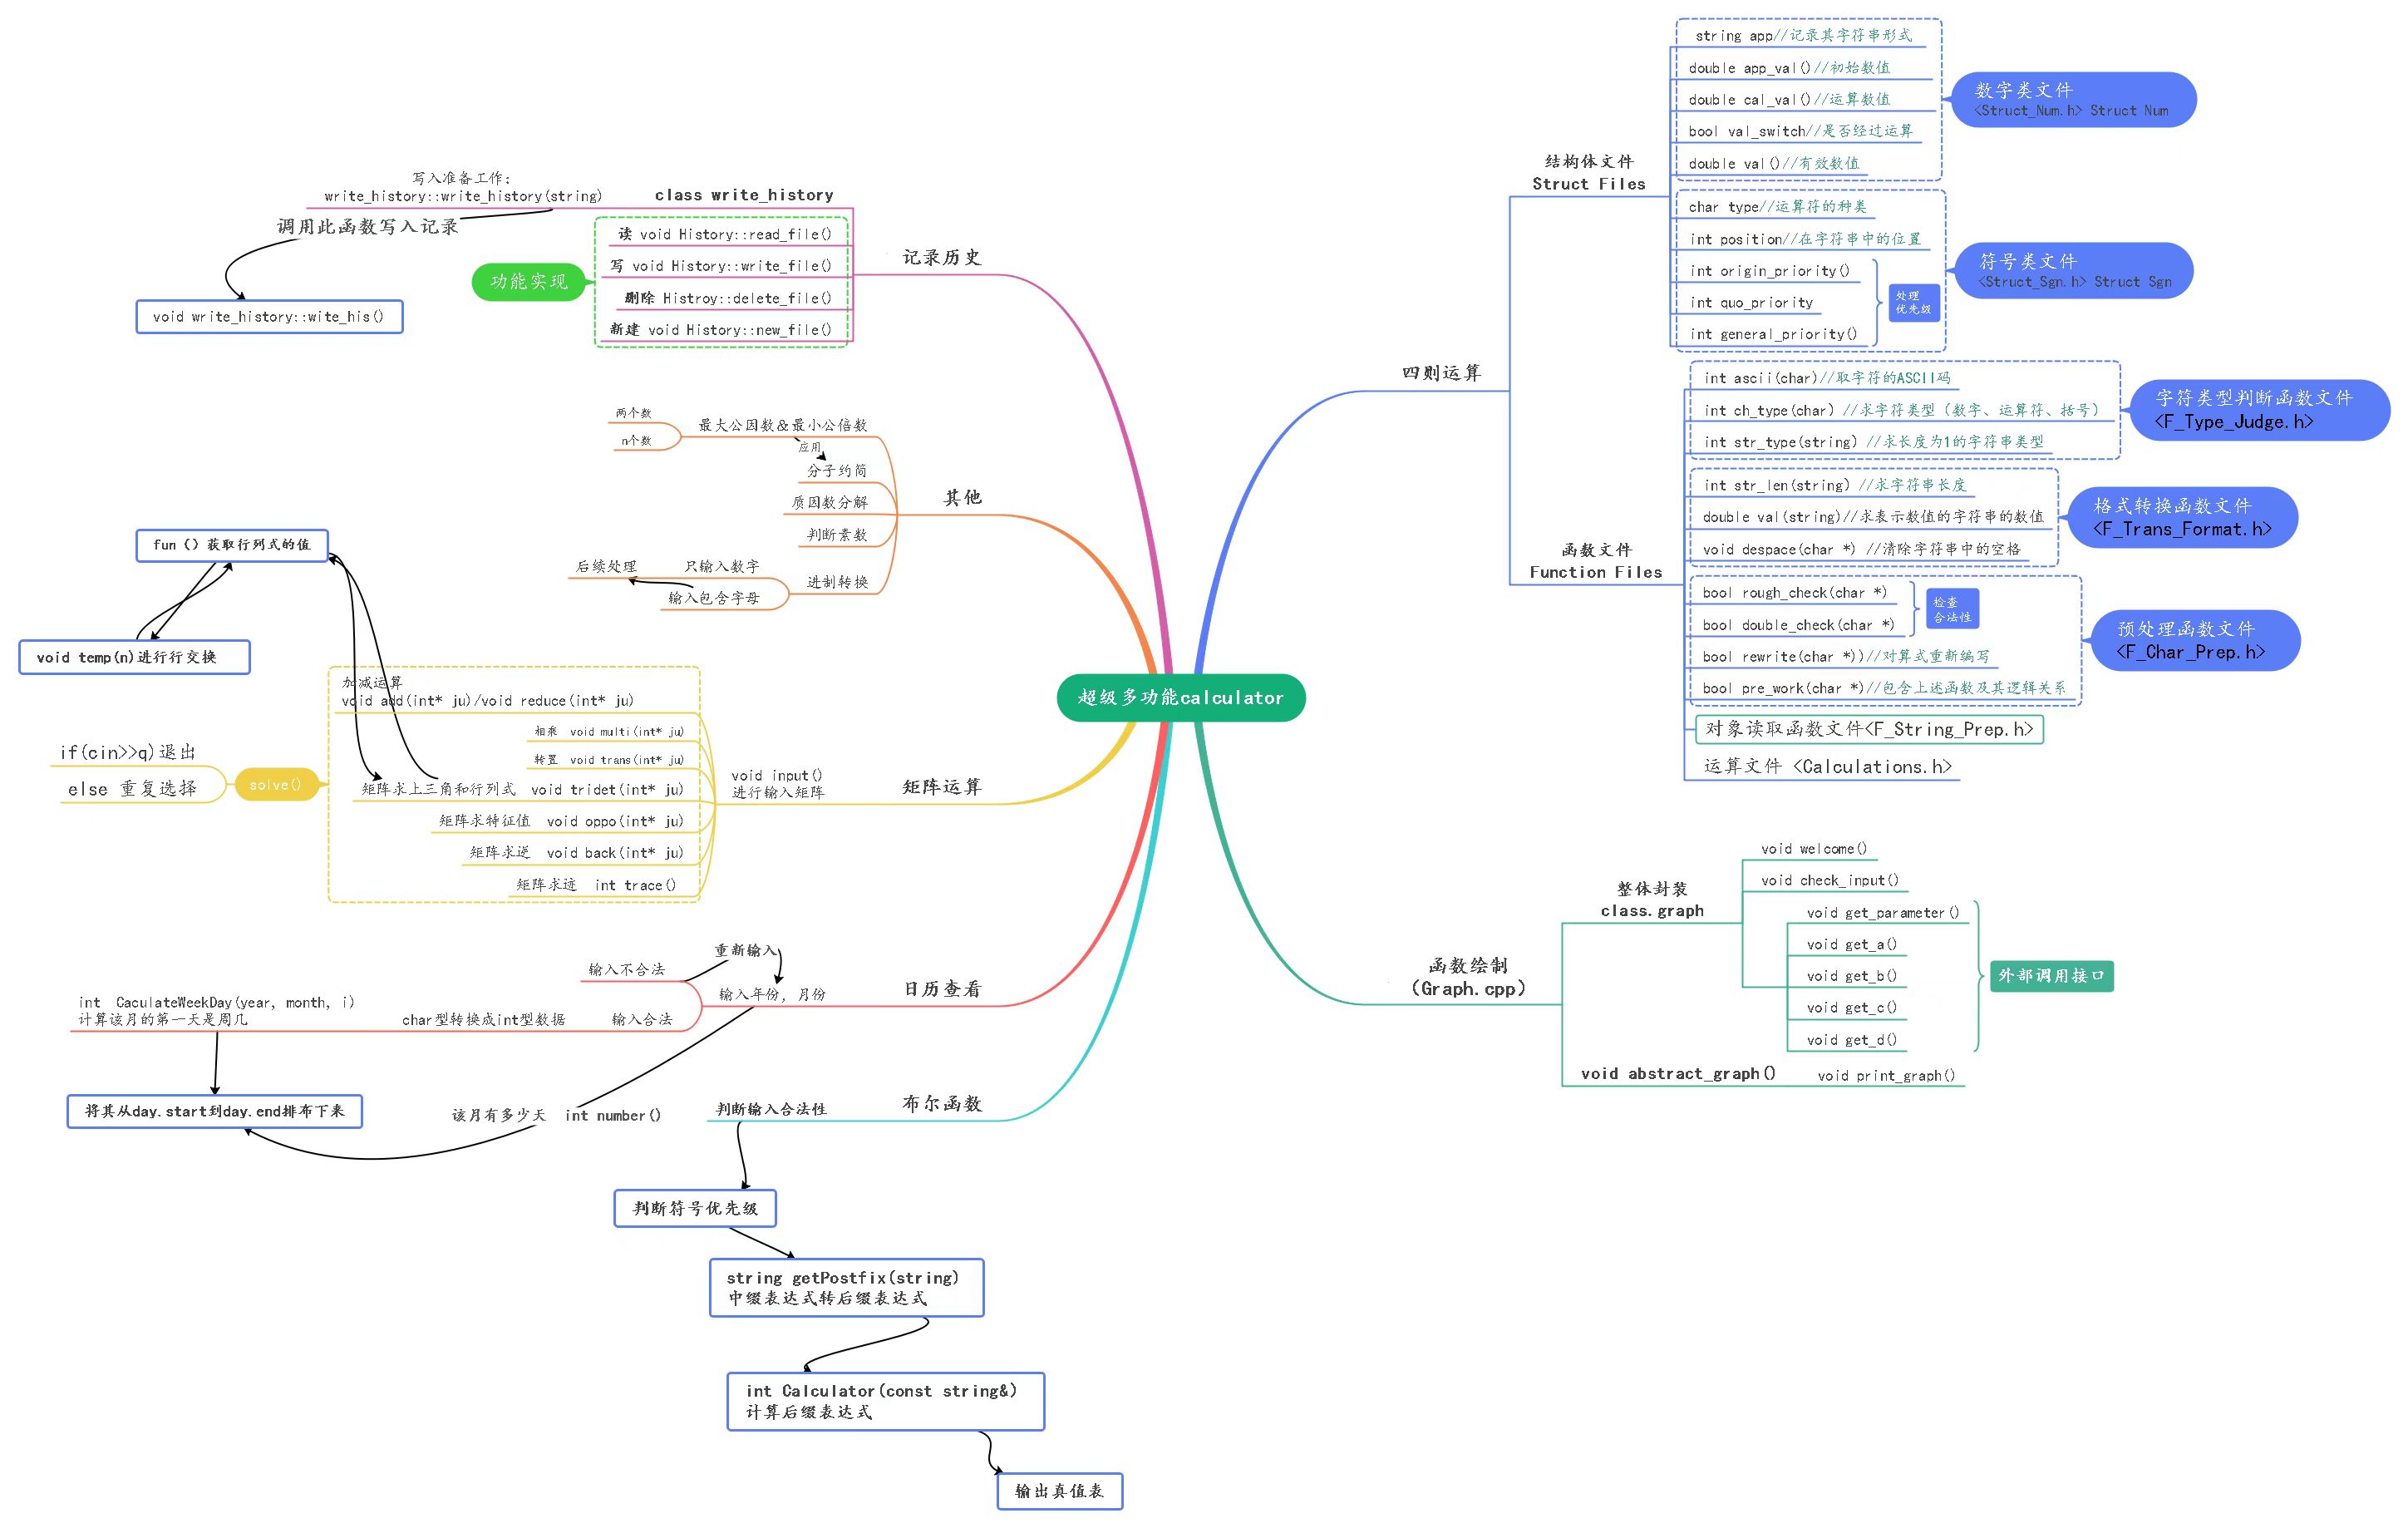 超级多功能calculator
四则运算
结构体文件
Struct Files
string app//记录其字符串形式
double app_val()//初始数值
double cal_val()//运算数值
bool val_switch//是否经过运算
double val()//有效数值
数字类文件
<Struct_Num.h> Struct Num
char type//运算符的种类
int position//在字符串中的位置
int origin_priority()
int quo_priority
int general_priority()
处理
优先级
符号类文件
<Struct_Sgn.h> Struct Sgn
函数文件
Function Files
int ascii(char)//取字符的ASCII码
int ch_type(char) //求字符类型（数字、运算符、括号）
int str_type(string) //求长度为1的字符串类型
字符类型判断函数文件
<F_Type_Judge.h>
int str_len(string) //求字符串长度
double val(string)//求表示数值的字符串的数值
void despace(char *) //清除字符串中的空格
格式转换函数文件
<F_Trans_Format.h>
bool rough_check(char *)
bool double_check(char *)
检查
合法性
bool rewrite(char *))//对算式重新编写
bool pre_work(char *)//包含上述函数及其逻辑关系
预处理函数文件
<F_Char_Prep.h>
对象读取函数文件<F_String_Prep.h>
运算文件 <Calculations.h>
函数绘制
（Graph.cpp）
整体封装
class.graph
void welcome()
void check_input()
void get_parameter()
void get_a()
void get_b()
void get_c()
void get_d()
外部调用接口
void abstract_graph()
void print_graph()
记录历史
class write_history
写入准备工作：
write_history::write_history(string)
调用此函数写入记录
void write_history::wite_his()
读 void History::read_file()
写 void History::write_file()
删除 Histroy::delete_file()
新建 void History::new_file()
功能实现
其他
最大公因数&最小公倍数
两个数
n个数
应用
分子约简
质因数分解
判断素数
进制转换
只输入数字
后续处理
输入包含字母
矩阵运算
void input()
进行输入矩阵
加减运算
void add(int* ju)/void reduce(int* ju)
相乘 void multi(int* ju)
转置 void trans(int* ju)
矩阵求上三角和行列式 void tridet(int* ju)
矩阵求特征值 void oppo(int* ju)
矩阵求逆 void back(int* ju)
矩阵求迹 int trace()
solve()
if(cin>>q)退出
else 重复选择
fun（）获取行列式的值
void temp(n)进行行交换
日历查看
输入年份，月份
重新输入
输入不合法
输入合法
char型转换成int型数据
int CaculateWeekDay(year, month, i)
计算该月的第一天是周几
将其从day.start到day.end排布下来
该月有多少天 int number()
布尔函数
判断输入合法性
判断符号优先级
string getPostfix(string)
中缀表达式转后缀表达式
int Calculator(const string&)
计算后缀表达式
输出真值表